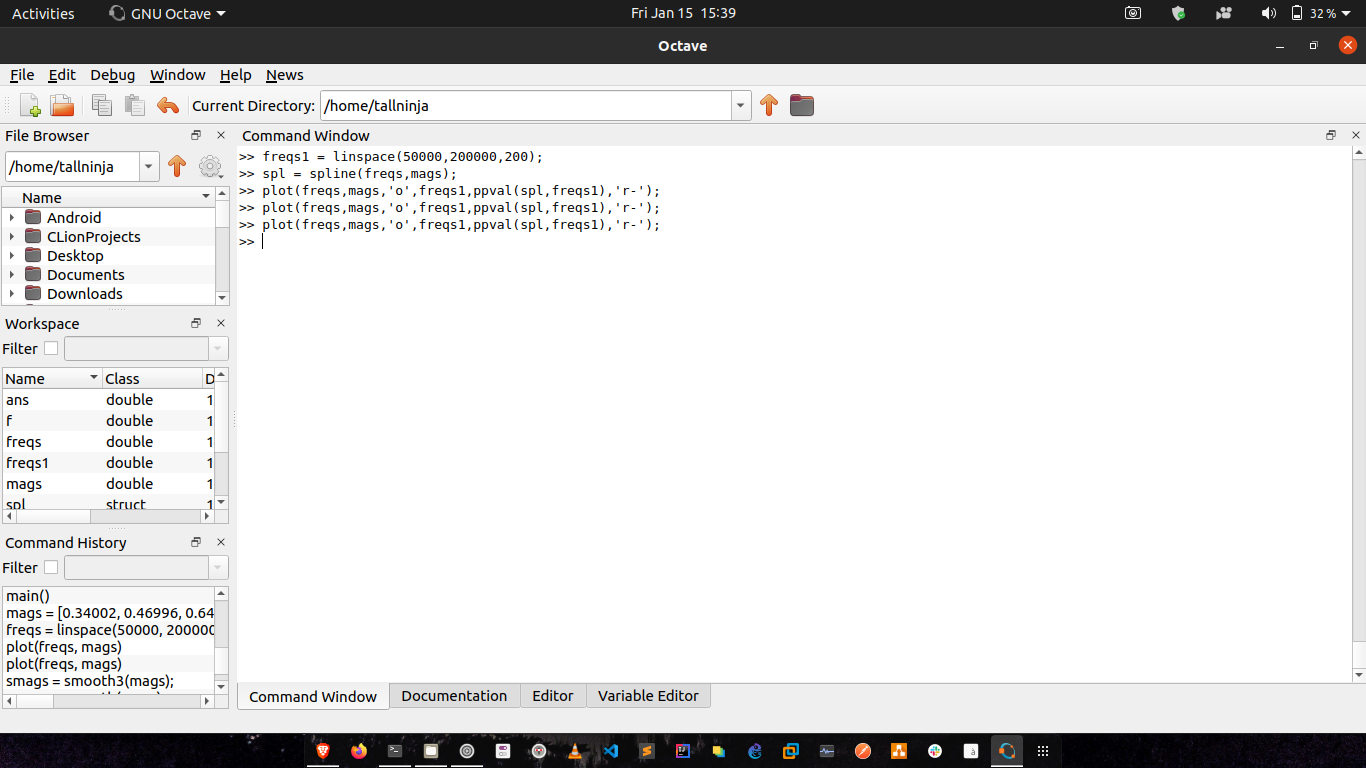 Activities GNU Octave Fri Jan 15 15:39 32 %
Octave
File Edit Debug Window Help News
Current Directory: /home/tallninja
File Browser
/home/tallninja
Name
Android
CLionProjects
Desktop
Documents
Downloads
Workspace
Filter
Name Class D
ans double 1
f double 1
freqs double 1
freqs1 double 1
mags double 1
spl struct 1
Command History
Filter
main()
mags = [0.34002, 0.46996, 0.64
freqs = linspace(50000, 200000
plot(freqs, mags)
plot(freqs, mags)
smags = smooth3(mags);
Command Window
>> freqs1 = linspace(50000,200000,200);
>> spl = spline(freqs,mags);
>> plot(freqs,mags,'o',freqs1,ppval(spl,freqs1),'r-');
>> plot(freqs,mags,'o',freqs1,ppval(spl,freqs1),'r-');
>> plot(freqs,mags,'o',freqs1,ppval(spl,freqs1),'r-');
>>
Command Window Documentation Editor Variable Editor